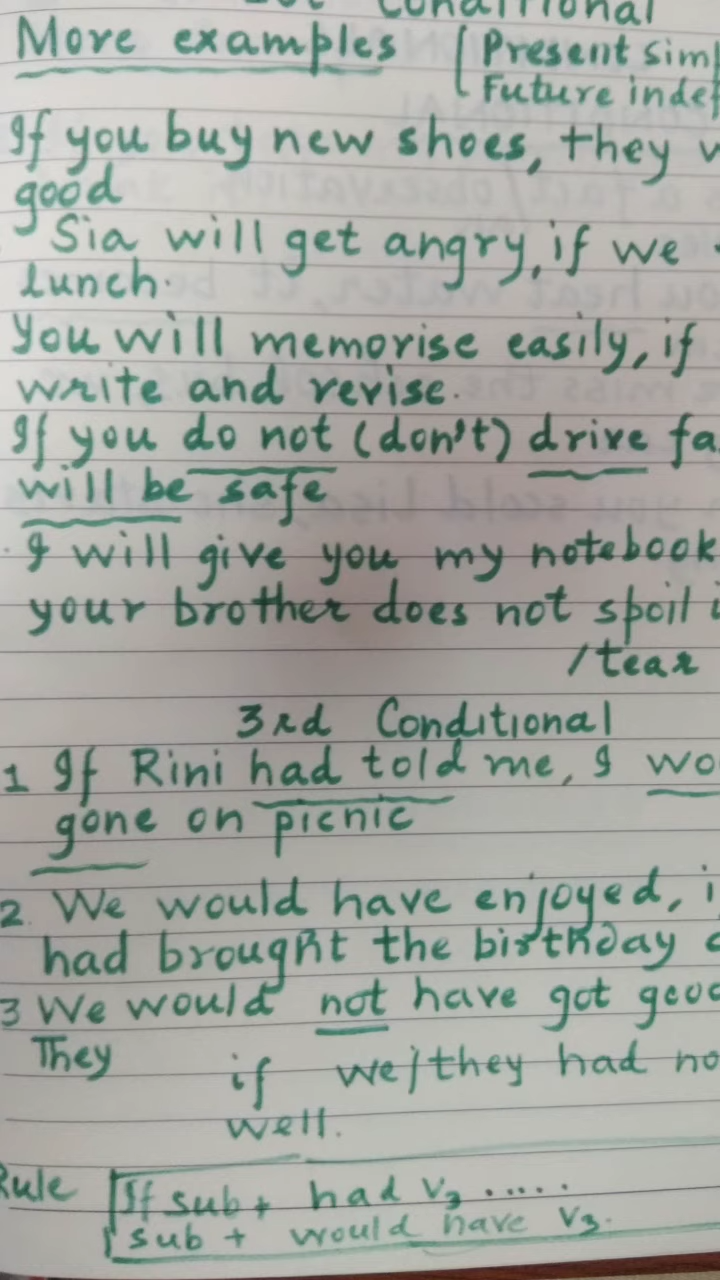 Conditional
More examples [Present sim
Future indef
If you buy new shoes, they
good
Sia will get angry, if we
lunch.
You will memorise easily, if
write and revise.
If you do not (don't) drive fa
will be safe
I will give you my notebook
your brother does not spoil i
/tear
3rd Conditional
1 If Rini had told me, I wo
gone on picnic
2. We would have enjoyed, i
had brought the birthday c
3 We would not have got good
They
if we/they had no
well.
Rule If sub + had V3 .....
sub + would have V3.